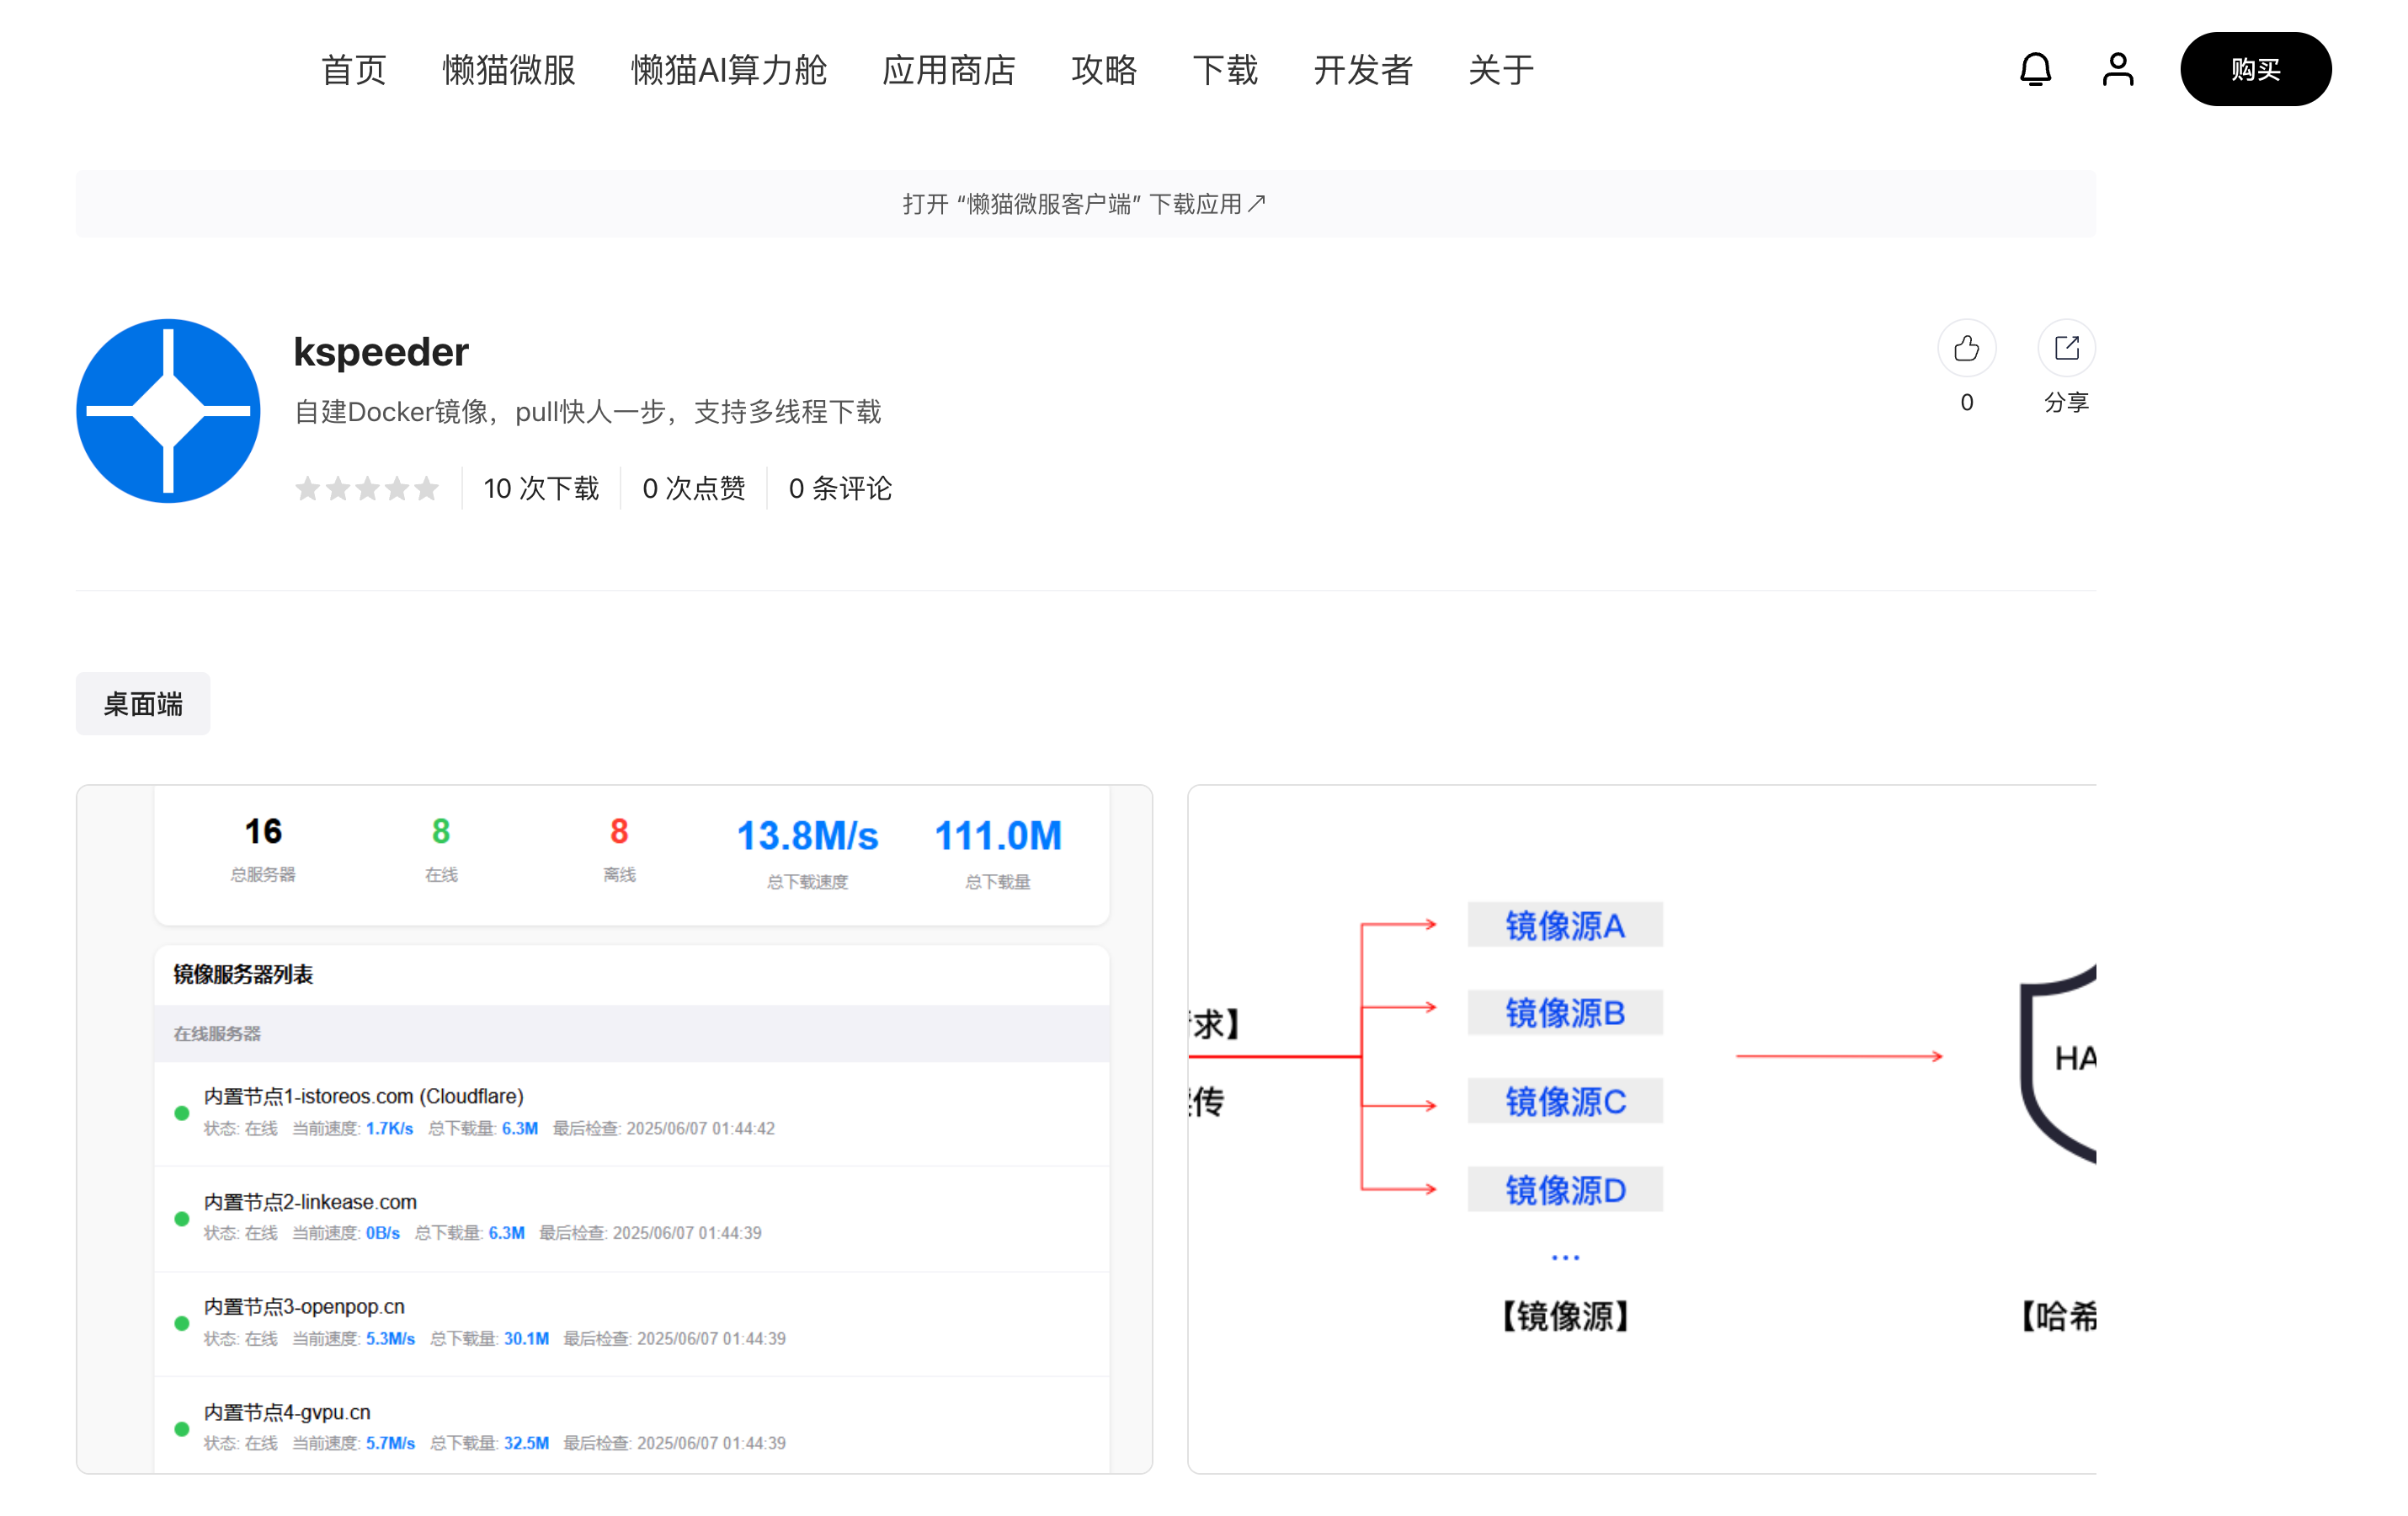 首页 懒猫微服 懒猫AI算力舱 应用商店 攻略 下载 开发者 关于 购买
打开 “懒猫微服客户端” 下载应用↗
kspeeder
自建Docker镜像，pull快人一步，支持多线程下载
10 次下载 0 次点赞 0 条评论
0 分享
桌面端
16 8 8 13.8M/s 111.0M
总服务器 在线 离线 总下载速度 总下载量
镜像服务器列表
在线服务器
内置节点1-istoreos.com (Cloudflare)
状态: 在线 当前速度: 1.7K/s 总下载量: 6.3M 最后检查: 2025/06/07 01:44:42
内置节点2-linkease.com
状态: 在线 当前速度: 0B/s 总下载量: 6.3M 最后检查: 2025/06/07 01:44:39
内置节点3-openpop.cn
状态: 在线 当前速度: 5.3M/s 总下载量: 30.1M 最后检查: 2025/06/07 01:44:39
内置节点4-gvpu.cn
状态: 在线 当前速度: 5.7M/s 总下载量: 32.5M 最后检查: 2025/06/07 01:44:39
求】
传
镜像源A
镜像源B
镜像源C
镜像源D
...
【镜像源】
HA
【哈希